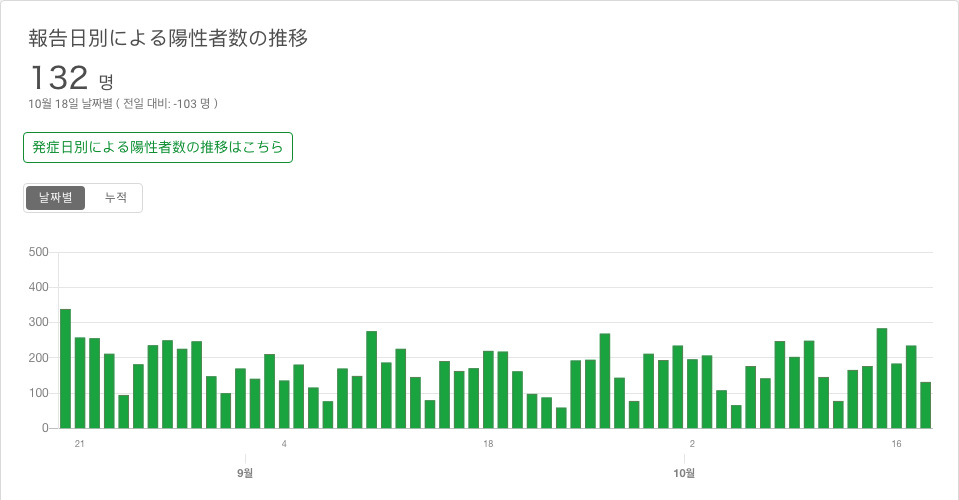 報告日別による陽性者数の推移
132 명
10월 18일 날짜별 ( 전일 대비: -103 명 )
発症日別による陽性者数の推移はこちら
날짜별 누적
500
400
300
200
100
0
21 4 18 2 16
9월 10월